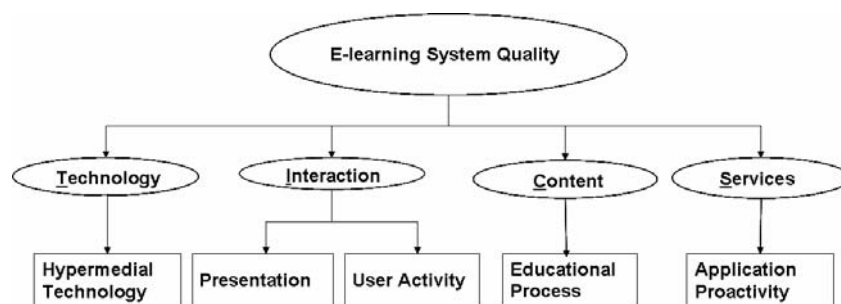 E-learning System Quality
Technology
Interaction
Content
Services
Hypermedial
Technology
Presentation
User Activity
Educational
Process
Application
Proactivity